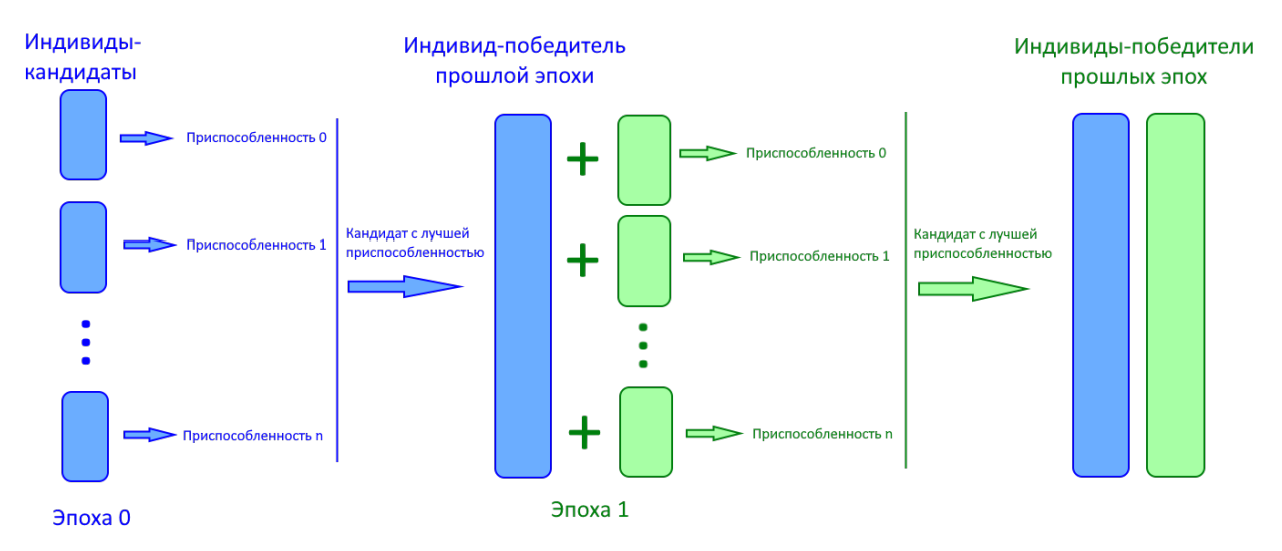 Индивиды-
кандидаты
Приспособленность 0
Приспособленность 1
Приспособленность n
Эпоха 0
Кандидат с лучшей
приспособленностью
Индивид-победитель
прошлой эпохи
+
Приспособленность 0
+
Приспособленность 1
+
Приспособленность n
Эпоха 1
Кандидат с лучшей
приспособленностью
Индивиды-победители
прошлых эпох